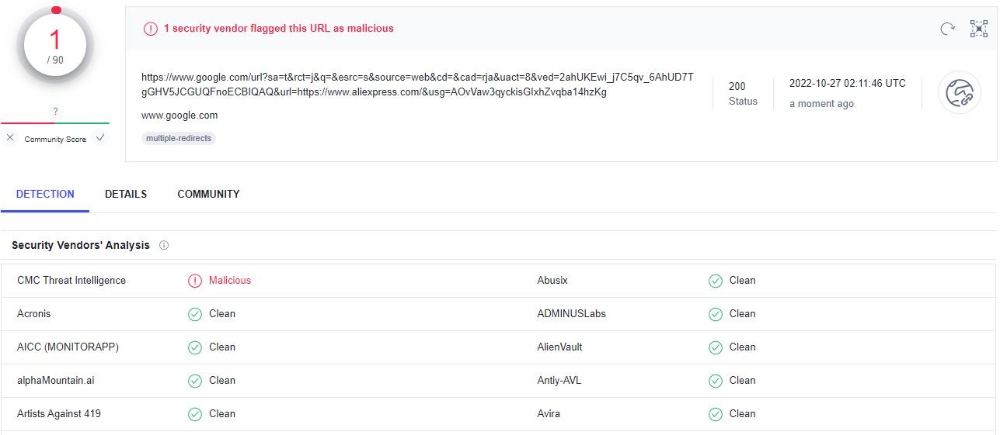 1
/ 90
?
Community Score
1 security vendor flagged this URL as malicious
https://www.google.com/url?sa=t&rct=j&q=&esrc=s&source=web&cd=&cad=rja&uact=8&ved=2ahUKEwi_j7C5qv_6AhUD7T
gGHV5JCGUQFnoECBIQAQ&url=https://www.aliexpress.com/&usg=AOvVaw3qyckisGIxhZvqba14hzKg
www.google.com
multiple-redirects
200
Status
2022-10-27 02:11:46 UTC
a moment ago
DETECTION DETAILS COMMUNITY
Security Vendors' Analysis
CMC Threat Intelligence Malicious Abusix Clean
Acronis Clean ADMINUSLabs Clean
AICC (MONITORAPP) Clean AlienVault Clean
alphaMountain.ai Clean Antiy-AVL Clean
Artists Against 419 Clean Avira Clean